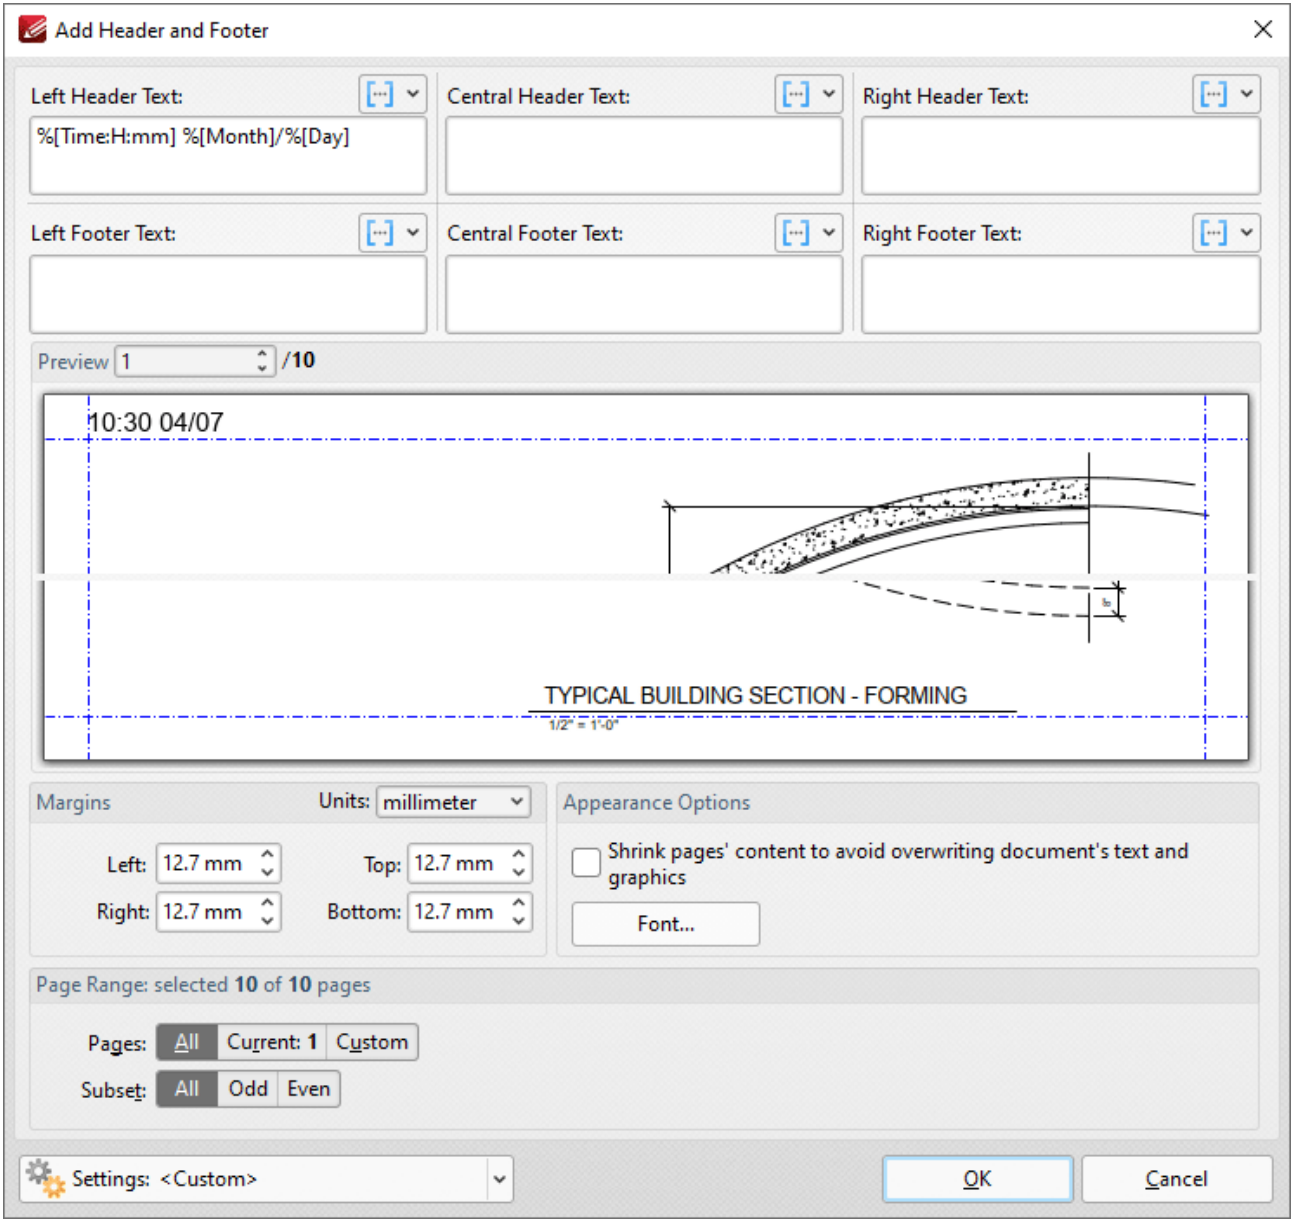 Add Header and Footer
Left Header Text:
Central Header Text:
Right Header Text:
%[Time:H:mm] %[Month]/%[Day]
Left Footer Text:
Central Footer Text:
Right Footer Text:
Preview 1 /10
10:30 04/07
TYPICAL BUILDING SECTION - FORMING
1/2" = 1'-0"
Margins
Units: millimeter
Left: 12.7 mm
Top: 12.7 mm
Right: 12.7 mm
Bottom: 12.7 mm
Appearance Options
Shrink pages' content to avoid overwriting document's text and
graphics
Font...
Page Range: selected 10 of 10 pages
Pages: All Current: 1 Custom
Subset: All Odd Even
Settings: <Custom>
OK
Cancel